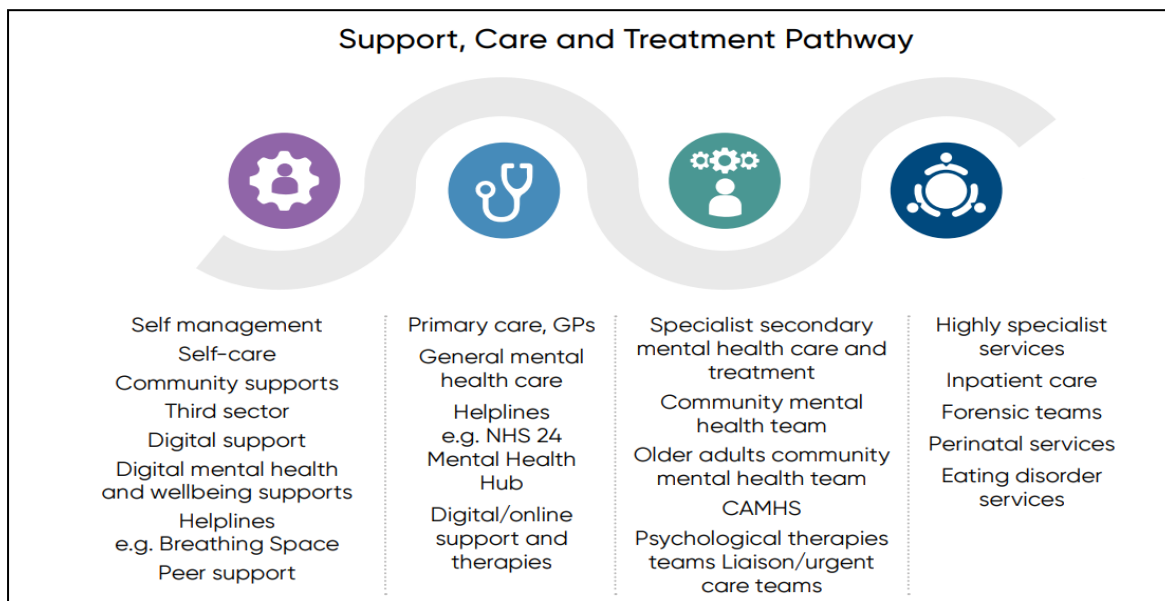 Support, Care and Treatment Pathway
Self management
Self-care
Community supports
Third sector
Digital support
Digital mental health
and wellbeing supports
Helplines
e.g. Breathing Space
Peer support
Primary care, GPs
General mental
health care
Helplines
e.g. NHS 24
Mental Health
Hub
Digital/online
support and
therapies
Specialist secondary
mental health care and
treatment
Community mental
health team
Older adults community
mental health team
CAMHS
Psychological therapies
teams Liaison/urgent
care teams
Highly specialist
services
Inpatient care
Forensic teams
Perinatal services
Eating disorder
services